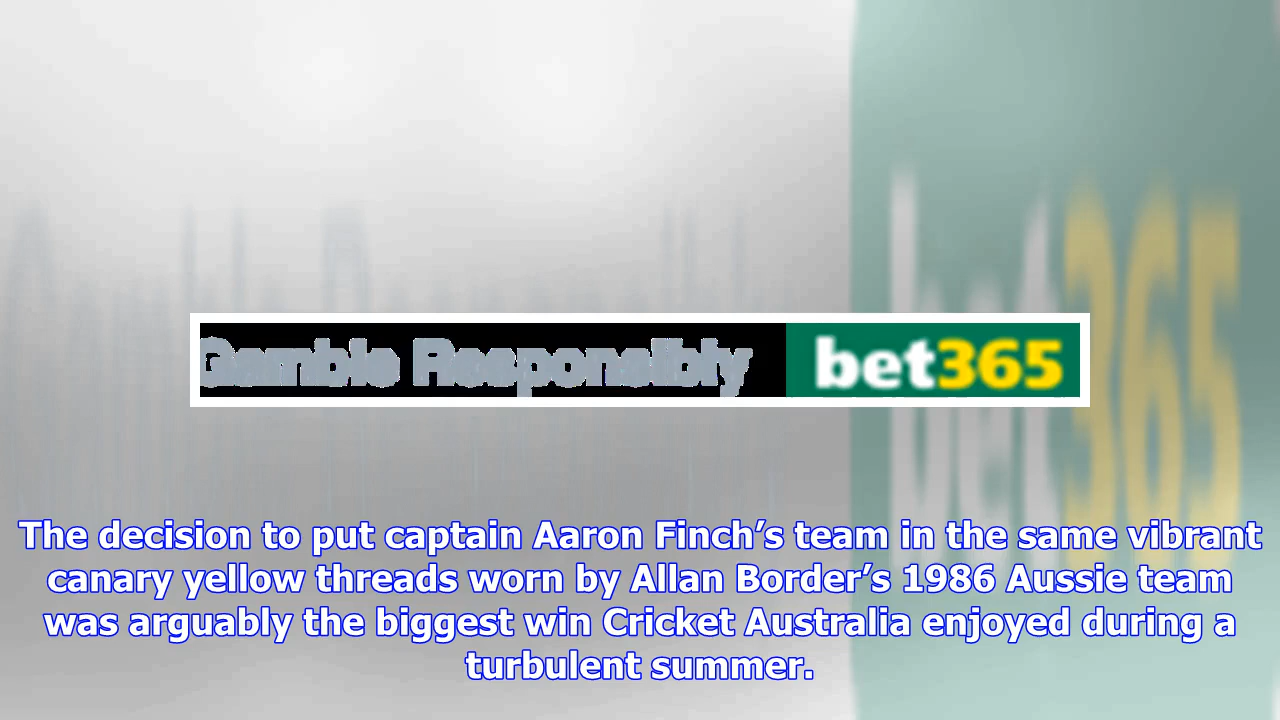 Gamble Responsibly bet365
The decision to put captain Aaron Finch’s team in the same vibrant
canary yellow threads worn by Allan Border’s 1986 Aussie team
was arguably the biggest win Cricket Australia enjoyed during a
turbulent summer.